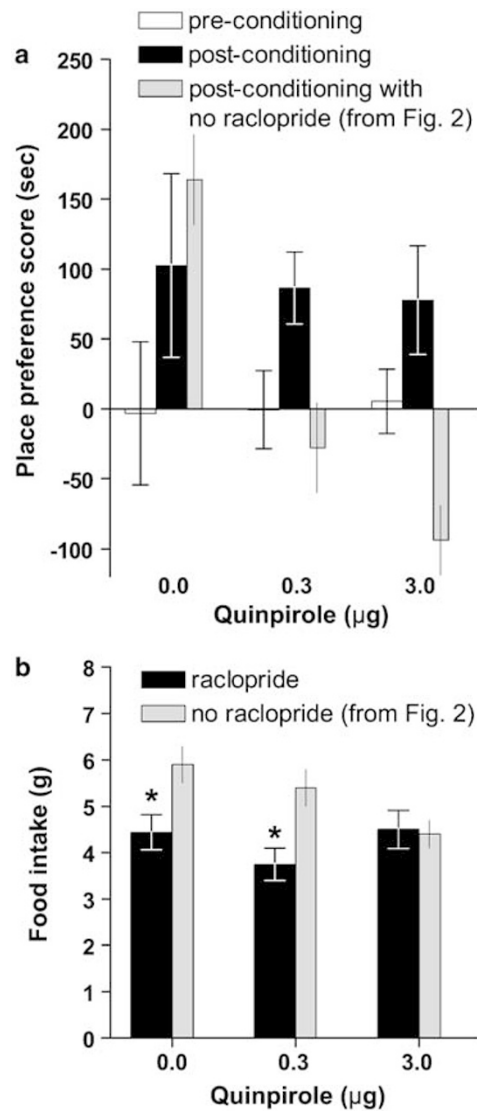 pre-conditioning
a
post-conditioning
post-conditioning with
no raclopride (from Fig. 2)
Place preference score (sec)
250
200
150
100
50
0
-50
-100
0.0 0.3 3.0
Quinpirole (µg)
b
raclopride
no raclopride (from Fig. 2)
Food intake (g)
8
7
6
5
4
3
2
1
0
* *
0.0 0.3 3.0
Quinpirole (µg)